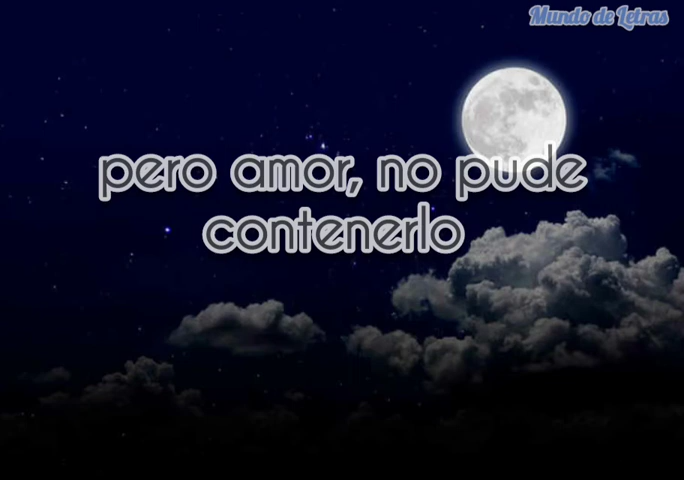 Mundo de Letras
pero amor, no pude
contenerlo